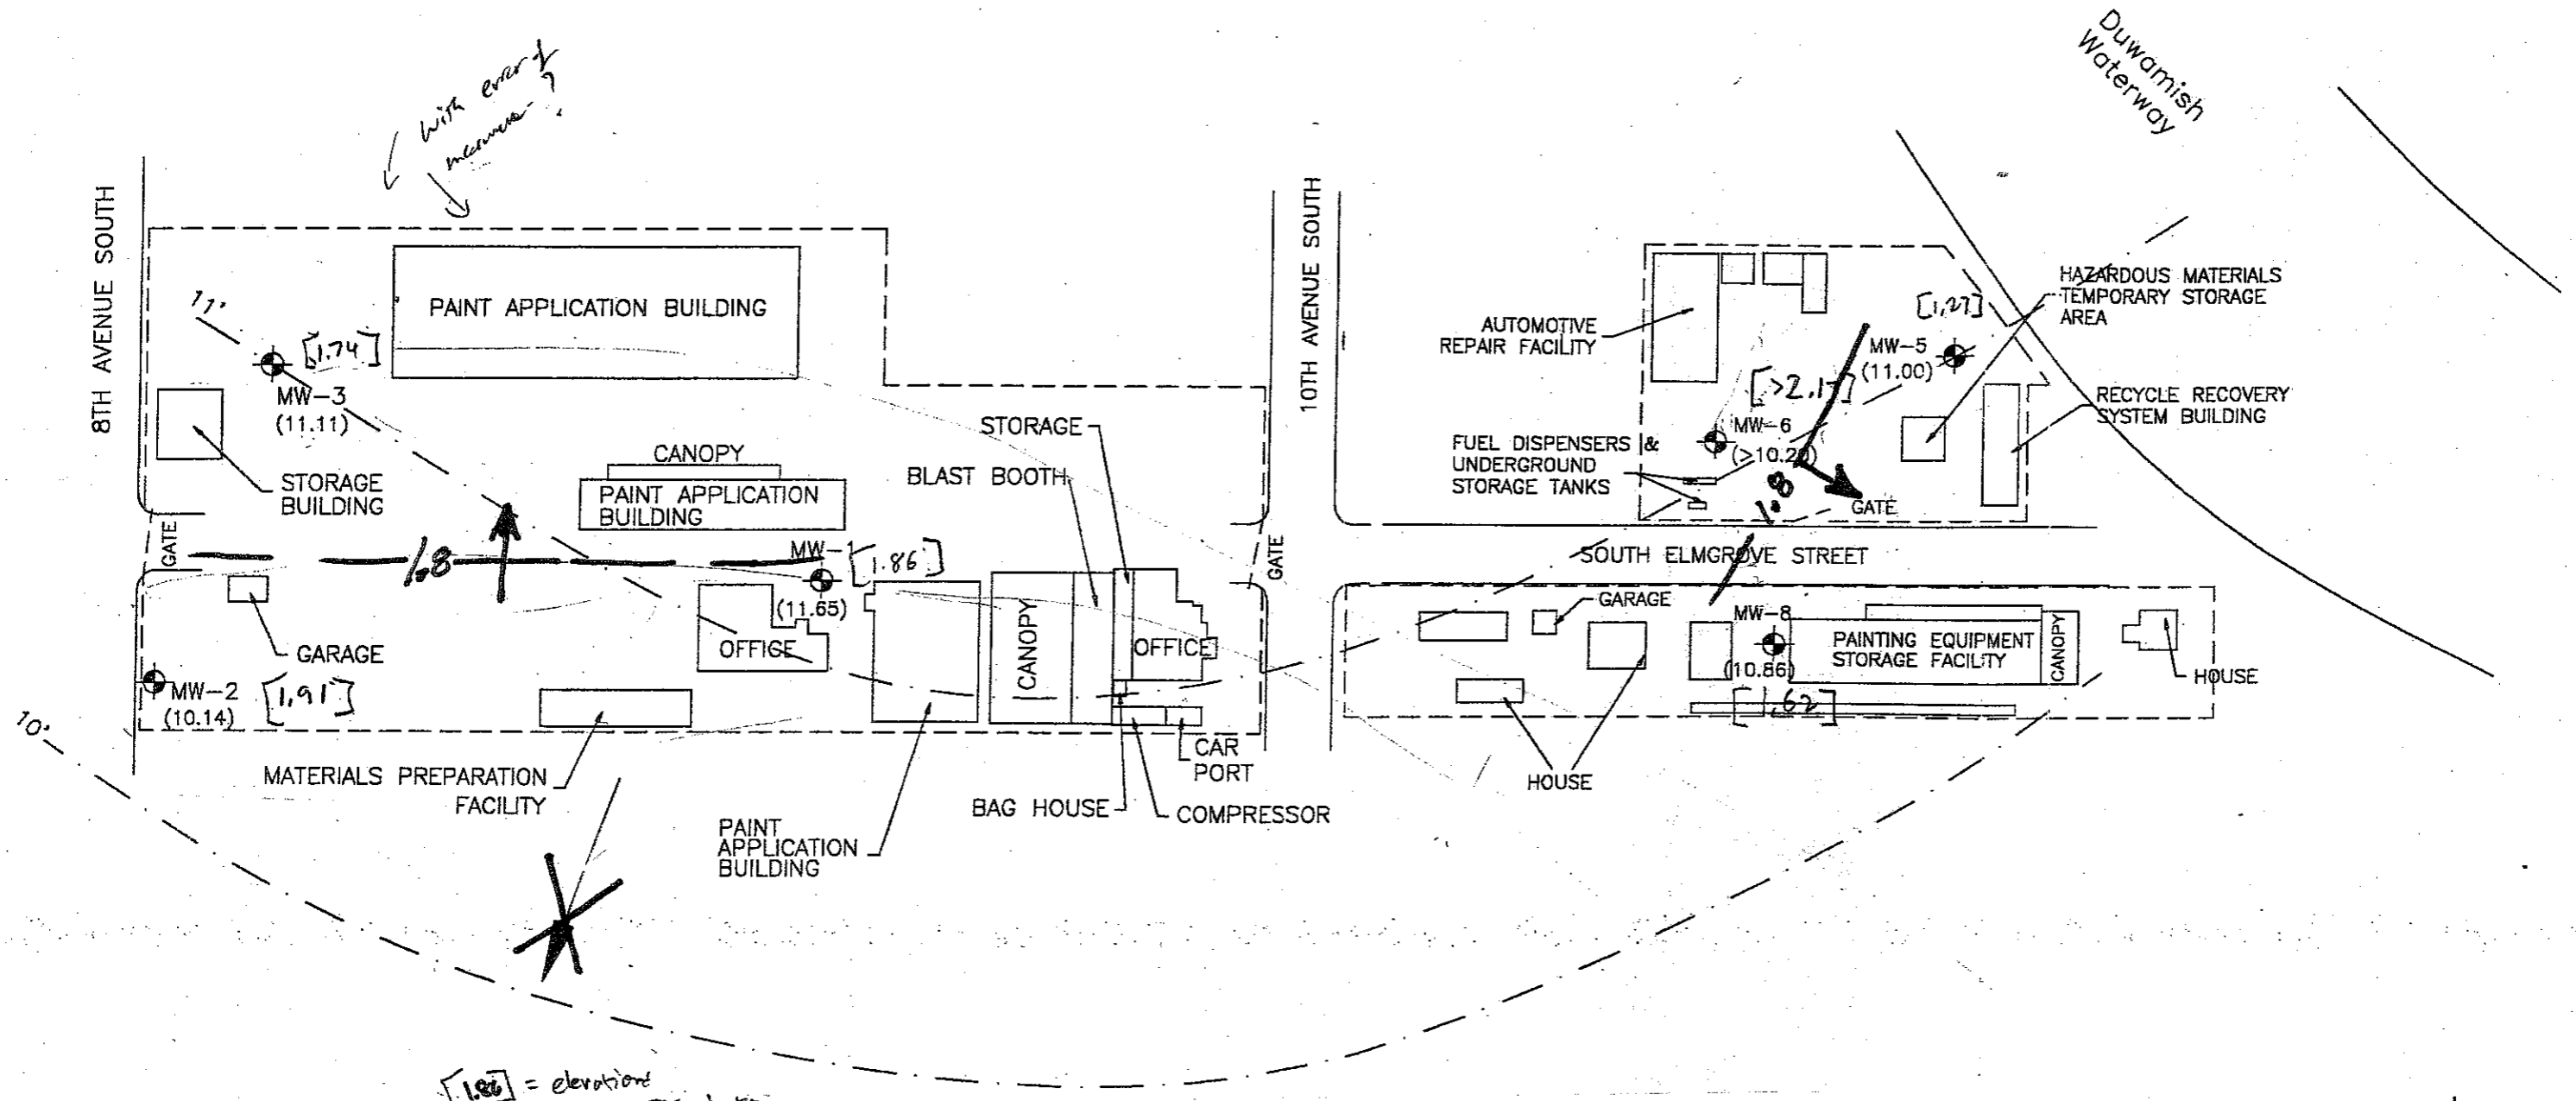 Duwamish
Waterway
with error of
8TH AVENUE SOUTH
10TH AVENUE SOUTH
PAINT APPLICATION BUILDING
11'
[1.74]
MW-3
(11.11)
STORAGE
BUILDING
CANOPY
PAINT APPLICATION
BUILDING
STORAGE
BLAST BOOTH
AUTOMOTIVE
REPAIR FACILITY
[1.27]
MW-5
(11.00)
HAZARDOUS MATERIALS
TEMPORARY STORAGE
AREA
[>2.17]
MW-6
(>10.20)
FUEL DISPENSERS &
UNDERGROUND
STORAGE TANKS
RECYCLE RECOVERY
SYSTEM BUILDING
1.8
GATE
GATE
GATE
SOUTH ELMGROVE STREET
1.8
MW-1 [1.86]
(11.65)
GARAGE
MW-2 [1.91]
(10.14)
10'
OFFICE
CANOPY
OFFICE
MATERIALS PREPARATION
FACILITY
PAINT
APPLICATION
BUILDING
BAG HOUSE
COMPRESSOR
CAR
PORT
GARAGE
MW-8
(10.86)
[1.62]
PAINTING EQUIPMENT
STORAGE FACILITY
CANOPY
HOUSE
HOUSE
[1.86] = elevations